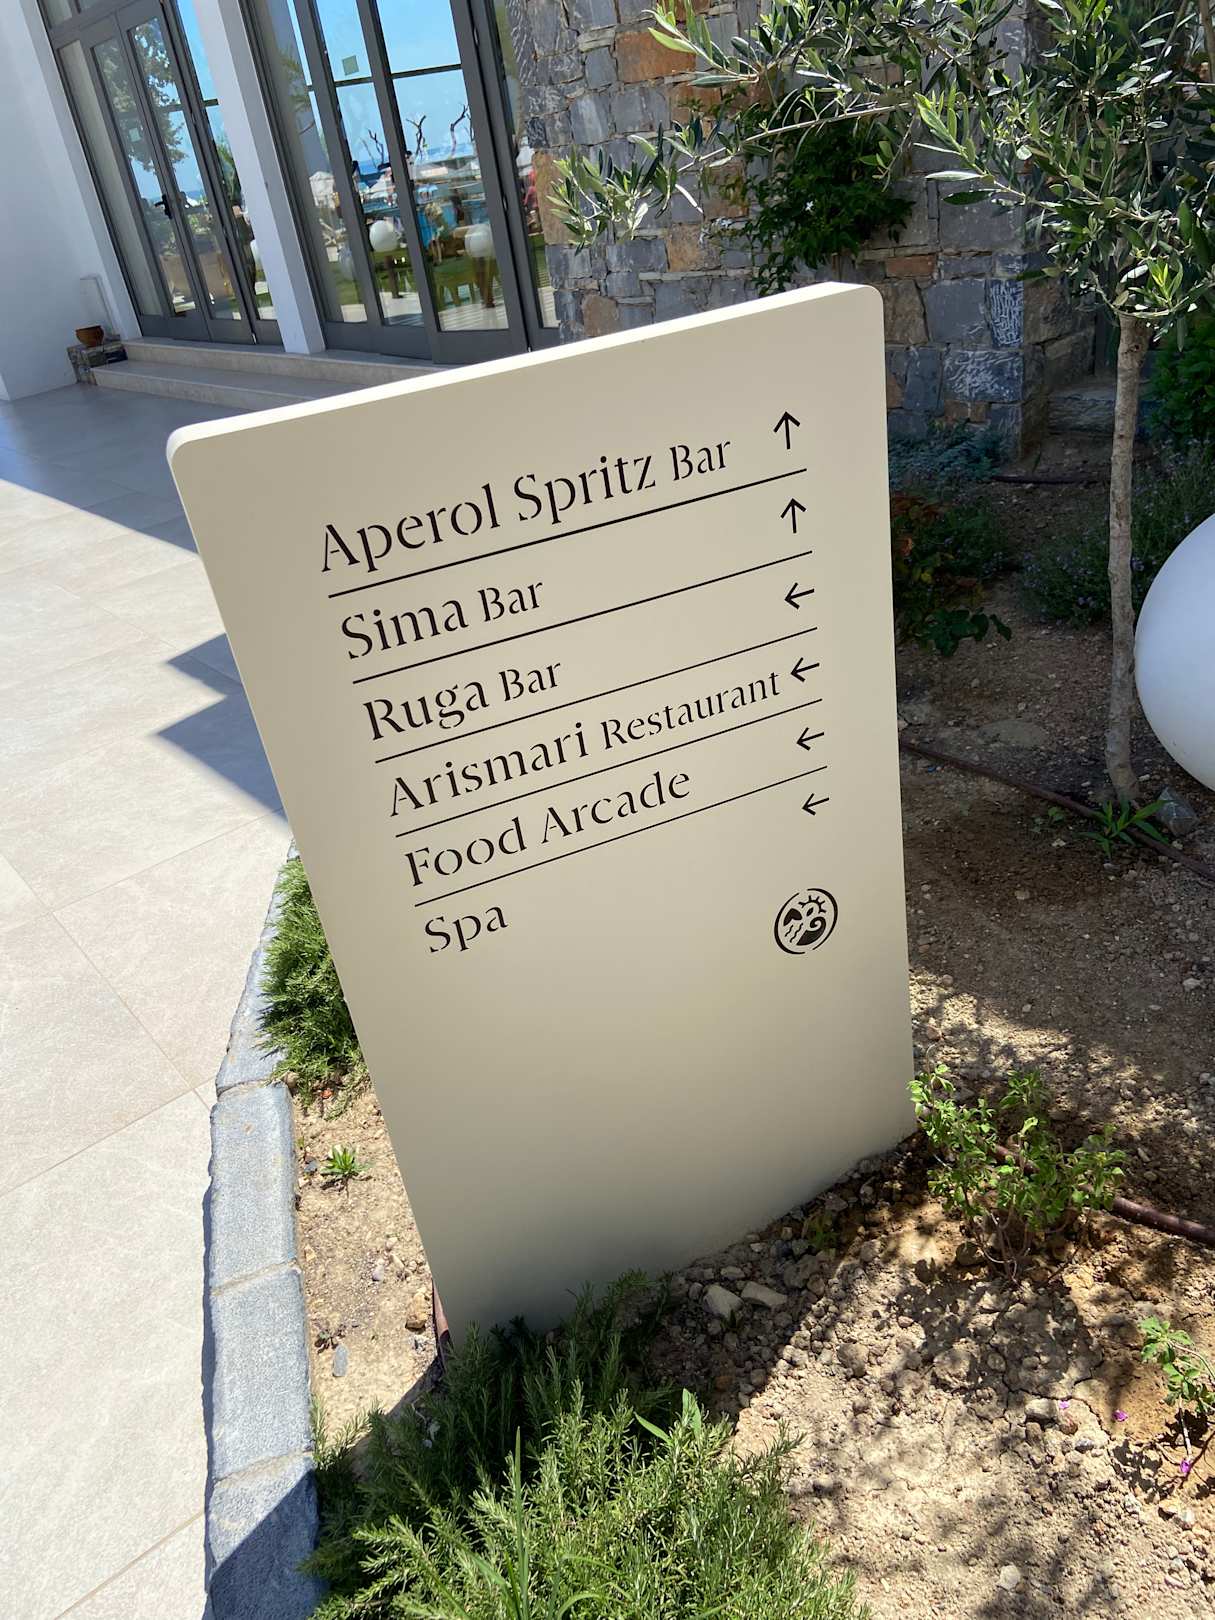 Aperol Spritz Bar ↑
Sima Bar ↑
Ruga Bar ←
Arismari Restaurant ←
Food Arcade ←
Spa ←